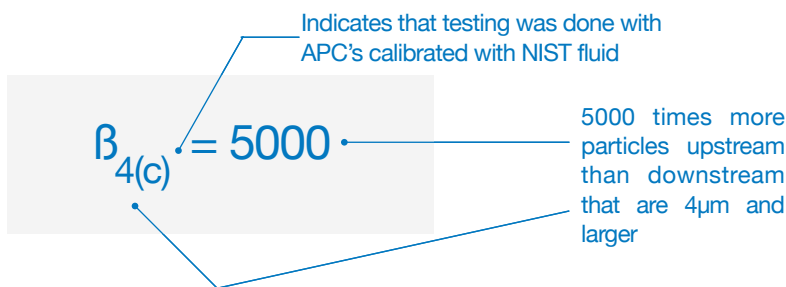 Indicates that testing was done with
APC's calibrated with NIST fluid
ß4(c) = 5000
5000 times more
particles upstream
than downstream
that are 4µm and
larger